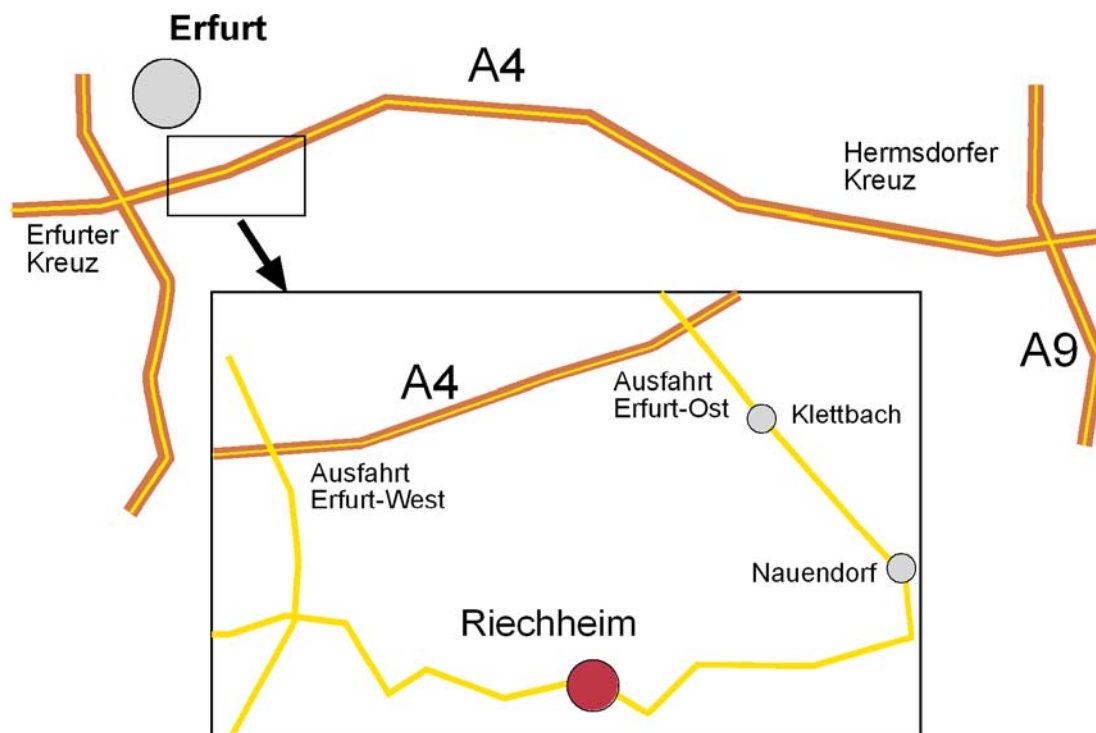 Erfurt
A4
Hermsdorfer
Kreuz
Erfurter
Kreuz
A9
A4
Ausfahrt
Erfurt-Ost
Klettbach
Ausfahrt
Erfurt-West
Nauendorf
Riechheim